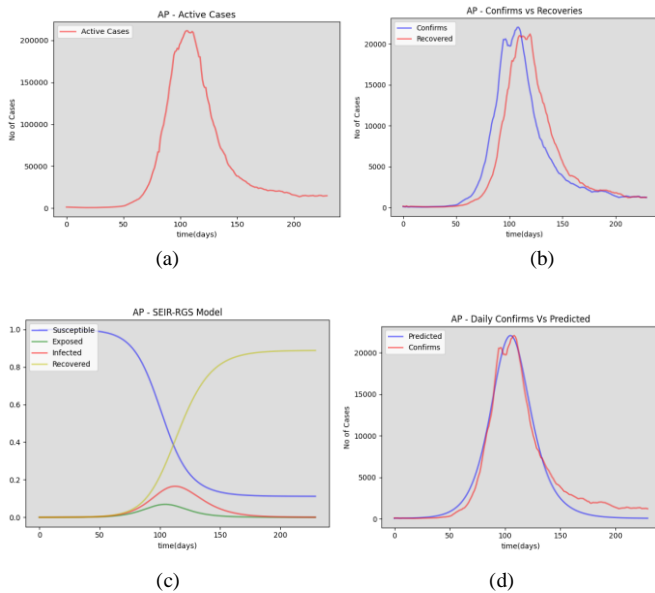 AP - Active Cases
Active Cases
No of Cases
200000
150000
100000
50000
0
0 50 100 150 200
time(days)
(a)
AP - Confirms vs Recoveries
Confirms
Recovered
No of Cases
20000
15000
10000
5000
0
0 50 100 150 200
time(days)
(b)
AP - SEIR-RGS Model
Susceptible
Exposed
Infected
Recovered
1.0
0.8
0.6
0.4
0.2
0.0
0 50 100 150 200
time(days)
(c)
AP - Daily Confirms Vs Predicted
Predicted
Confirms
No of Cases
20000
15000
10000
5000
0
0 50 100 150 200
time(days)
(d)